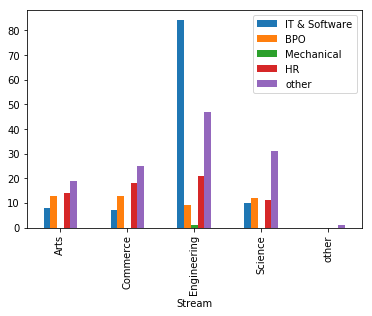 80
70
60
50
40
30
20
10
0
IT & Software
BPO
Mechanical
HR
other
Arts
Commerce
Engineering
Science
other
Stream